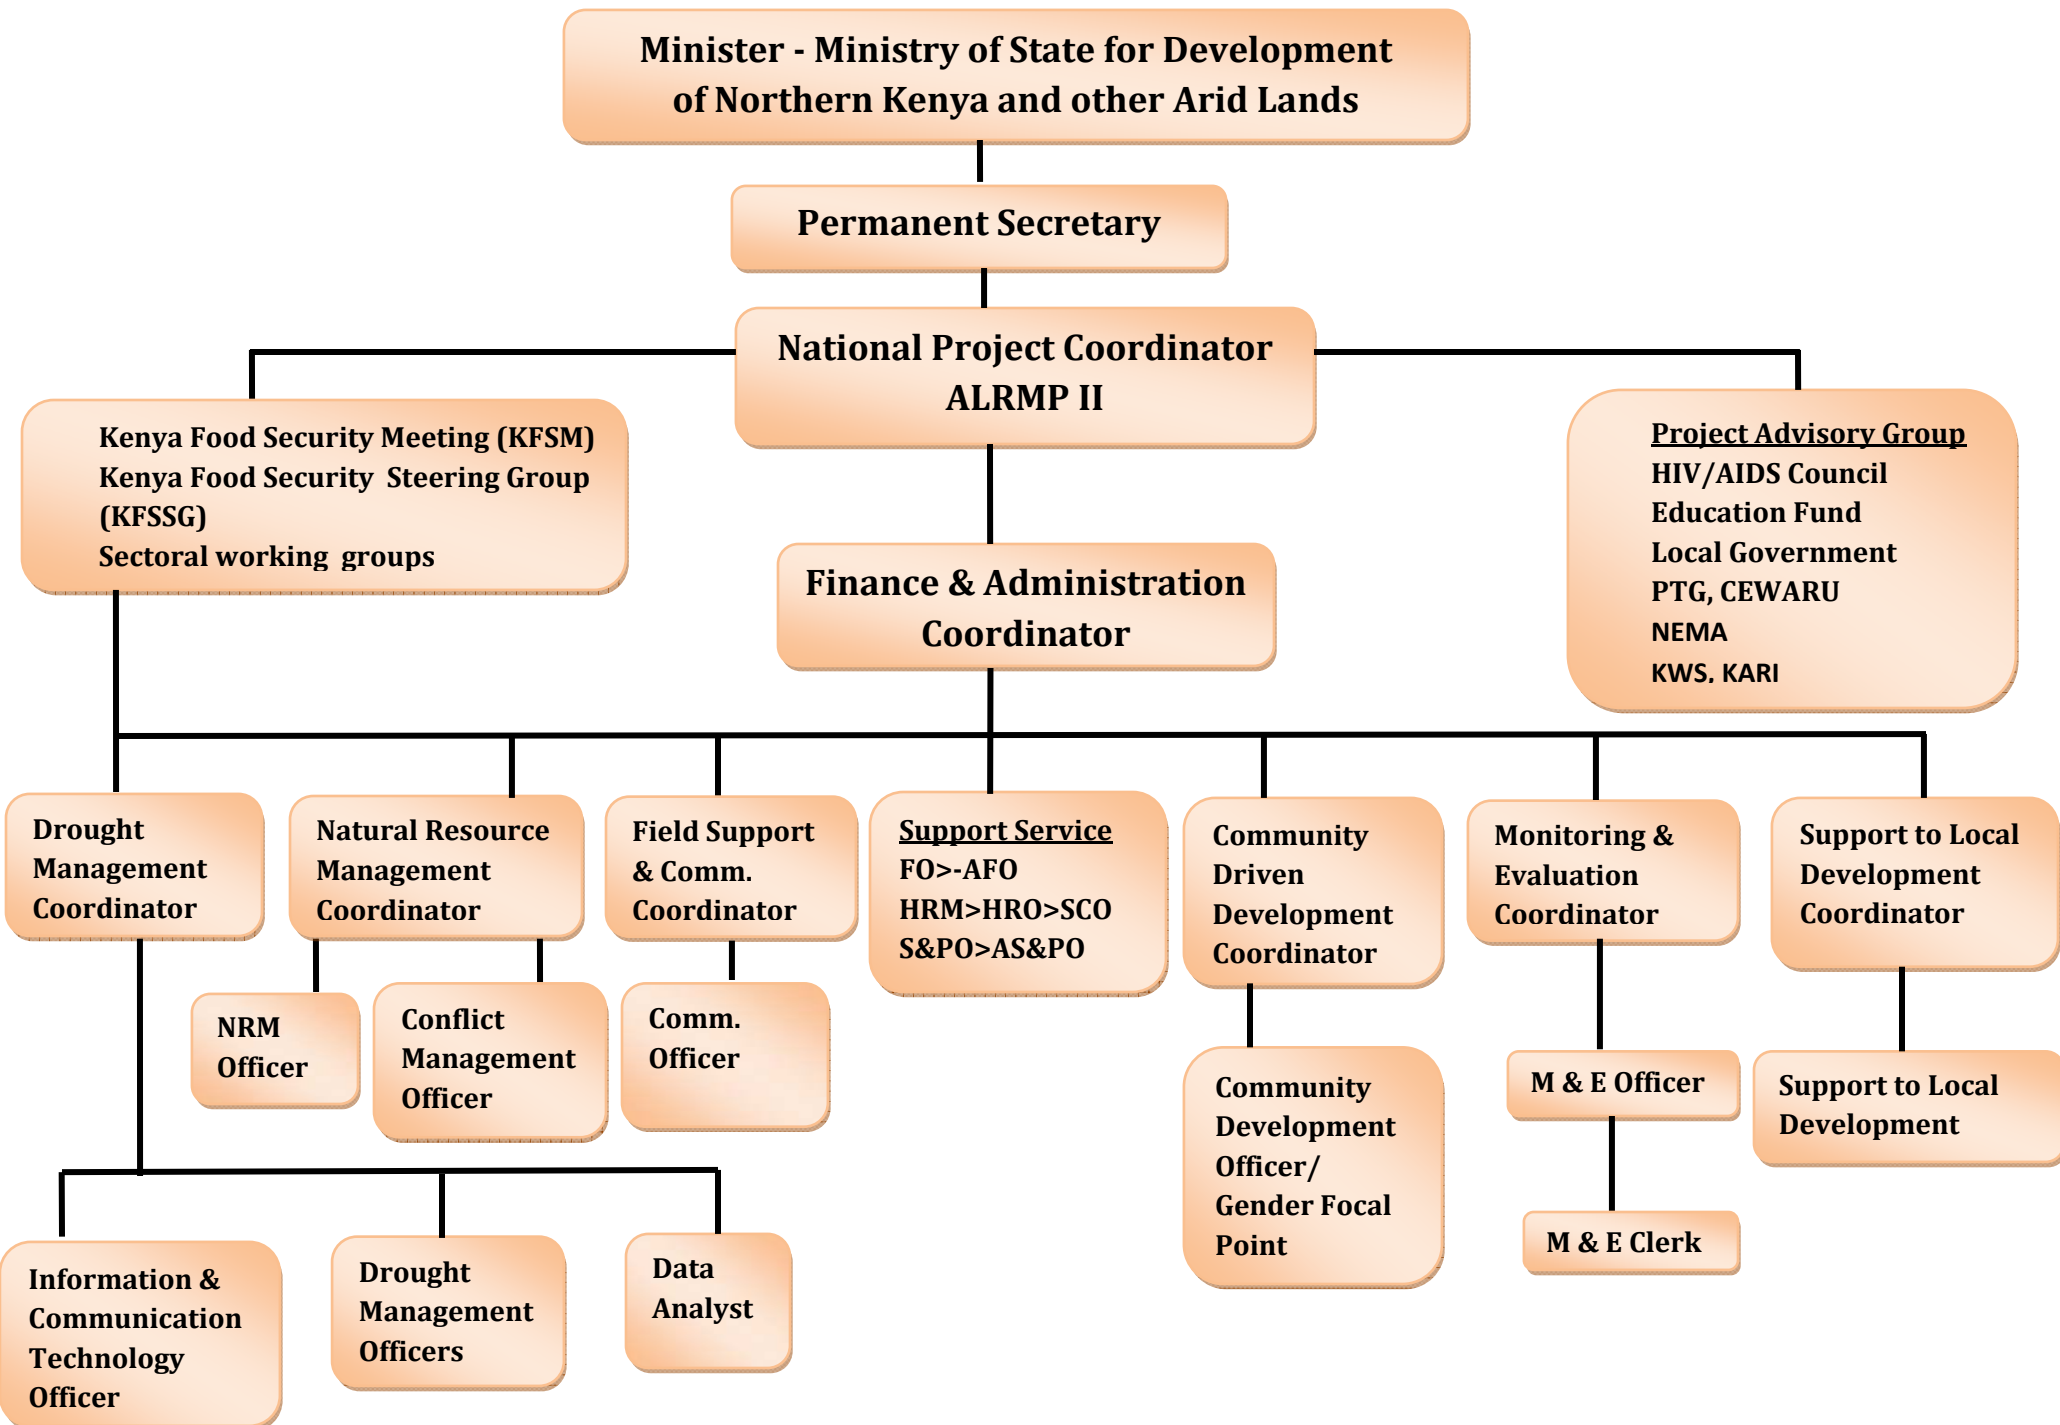 Minister - Ministry of State for Development
of Northern Kenya and other Arid Lands
Permanent Secretary
National Project Coordinator
ALRMP II
Kenya Food Security Meeting (KFSM)
Kenya Food Security Steering Group
(KFSSG)
Sectoral working groups
Project Advisory Group
HIV/AIDS Council
Education Fund
Local Government
PTG, CEWARU
NEMA
KWS, KARI
Finance & Administration
Coordinator
Drought
Management
Coordinator
Natural Resource
Management
Coordinator
Field Support
& Comm.
Coordinator
Support Service
FO>-AFO
HRM>HRO>SCO
S&PO>AS&PO
Community
Driven
Development
Coordinator
Monitoring &
Evaluation
Coordinator
Support to Local
Development
Coordinator
NRM
Officer
Conflict
Management
Officer
Comm.
Officer
Community
Development
Officer/
Gender Focal
Point
M & E Officer
Support to Local
Development
M & E Clerk
Information &
Communication
Technology
Officer
Drought
Management
Officers
Data
Analyst